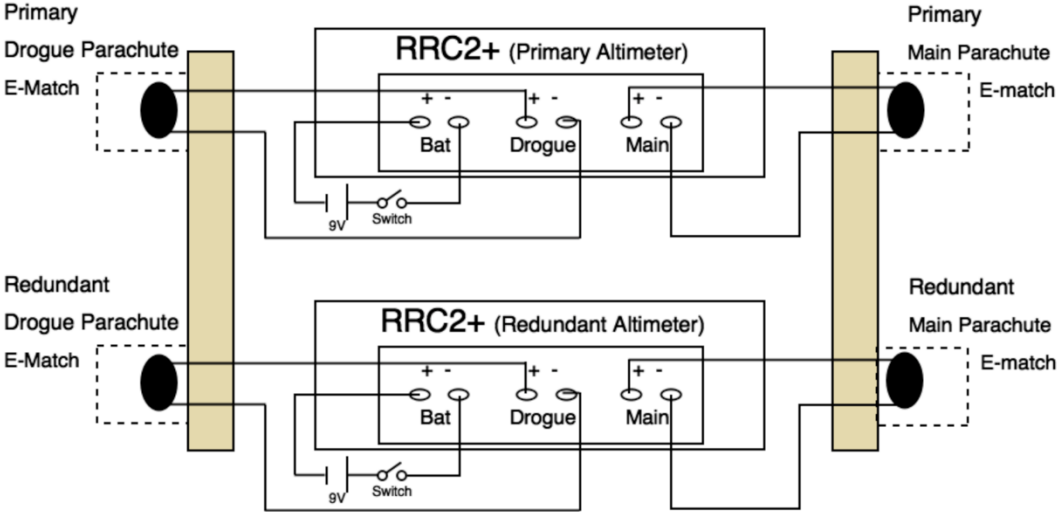 Primary
Drogue Parachute
E-Match
RRC2+ (Primary Altimeter)
+ - + - + -
Bat Drogue Main
9V Switch
Primary
Main Parachute
E-match
Redundant
Drogue Parachute
E-Match
RRC2+ (Redundant Altimeter)
+ - + - + -
Bat Drogue Main
9V Switch
Redundant
Main Parachute
E-match